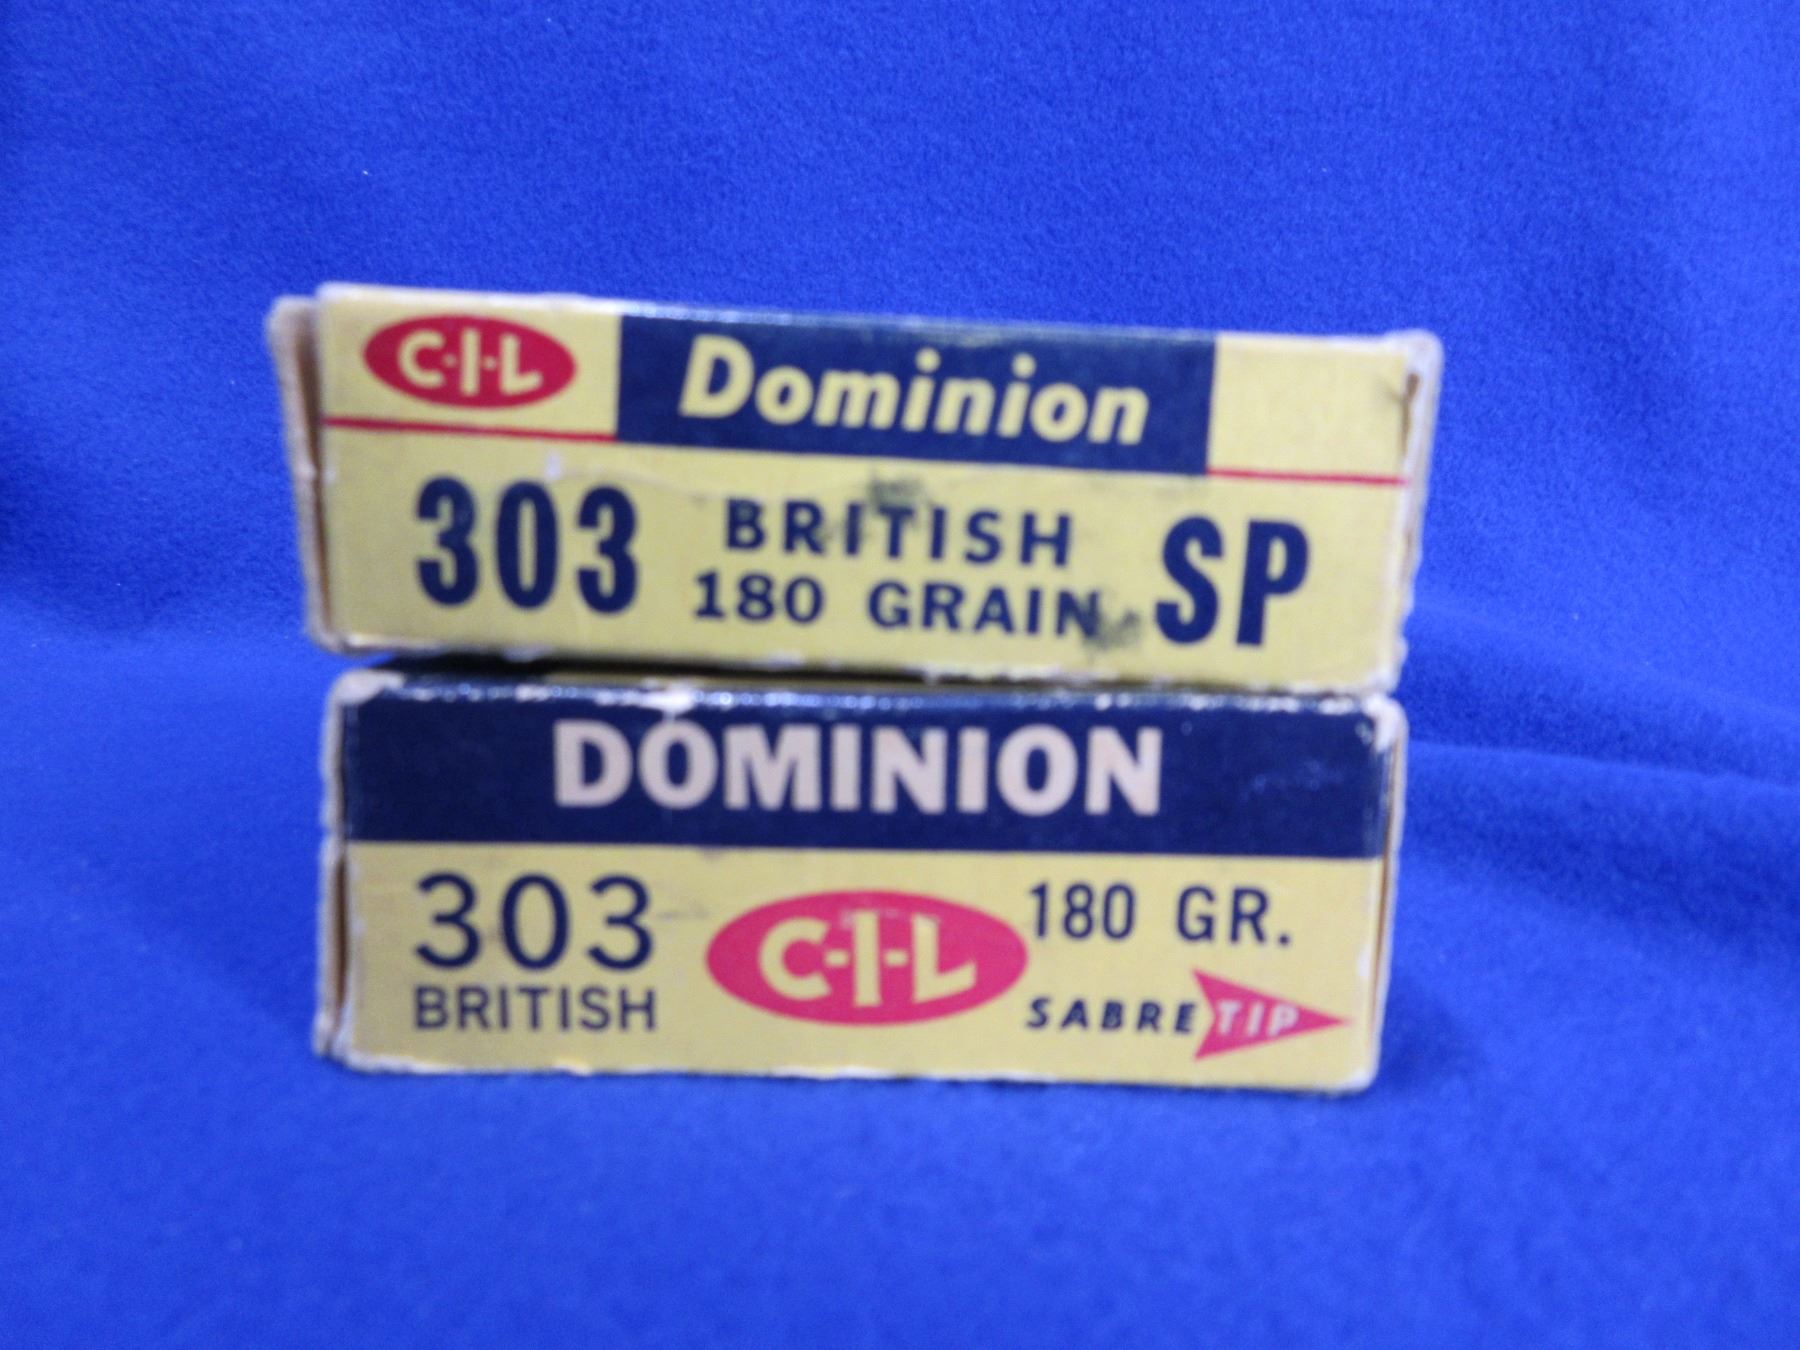 C-I-L Dominion
303 BRITISH SP
180 GRAIN
DOMINION
303 C-I-L 180 GR.
BRITISH SABRE TIP